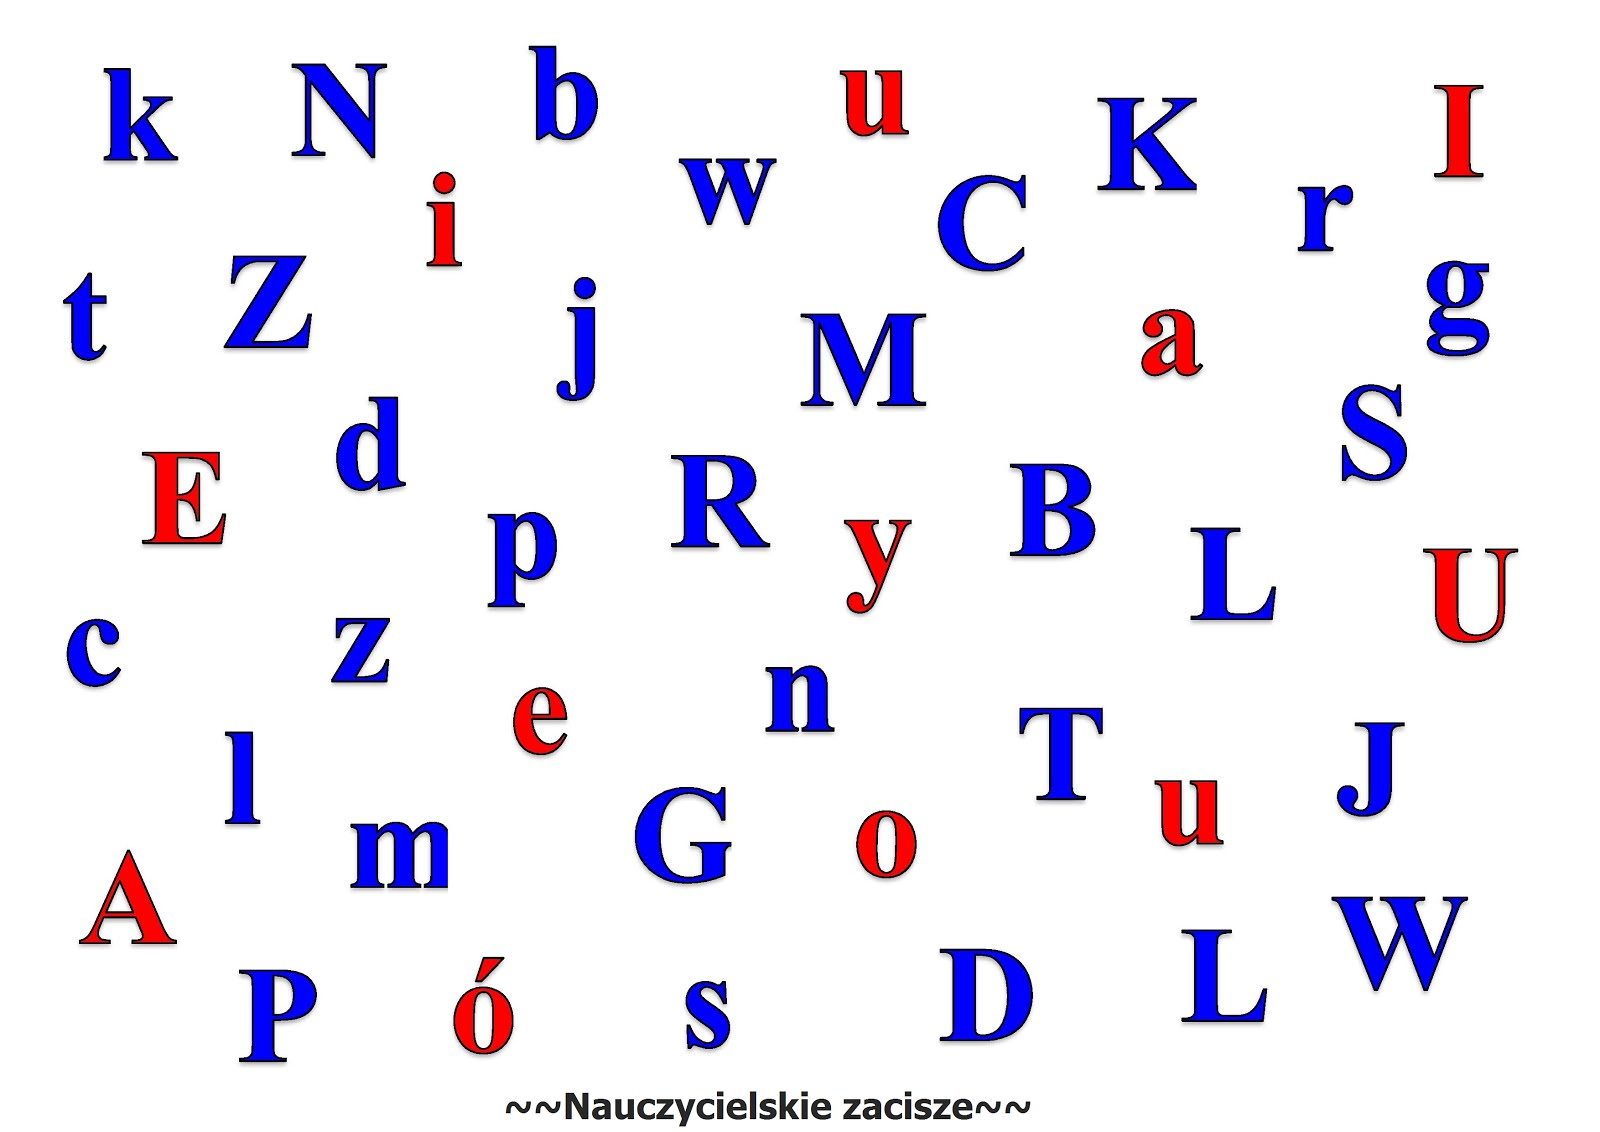 k N b u K I
i w C r
t Z j M a g
E d p R y B L S U
c z e n T J
l m G o u
A P ó s D L W
~~Nauczycielskie zacisze~~